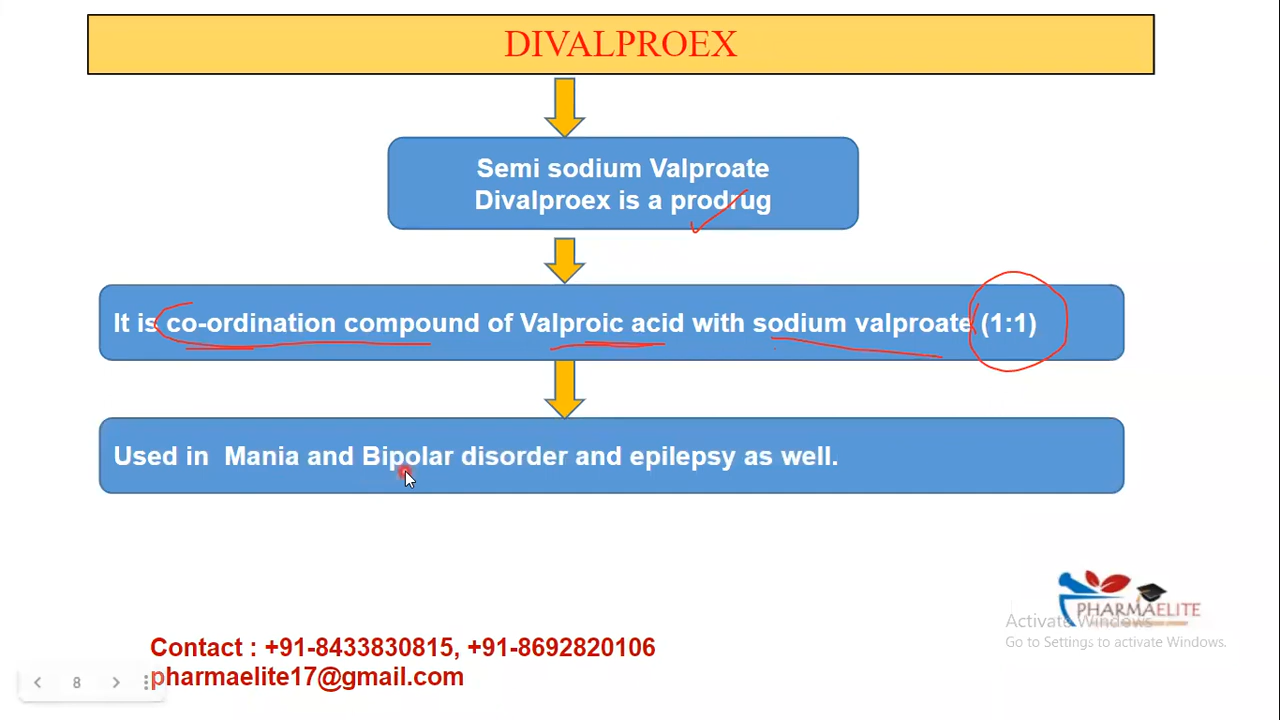 DIVALPROEX
Semi sodium Valproate
Divalproex is a prodrug
It is co-ordination compound of Valproic acid with sodium valproate (1:1)
Used in  Mania and Bipolar disorder and epilepsy as well.
PHARMAELITE
Activate Windows
Go to Settings to activate Windows.
Contact : +91-8433830815, +91-8692820106
pharmaelite17@gmail.com
8